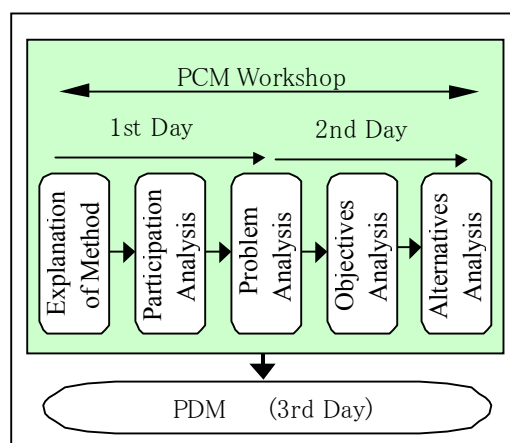 PCM Workshop
1st Day
2nd Day
Explanation
of Method
Participation
Analysis
Problem
Analysis
Objectives
Analysis
Alternatives
Analysis
PDM (3rd Day)